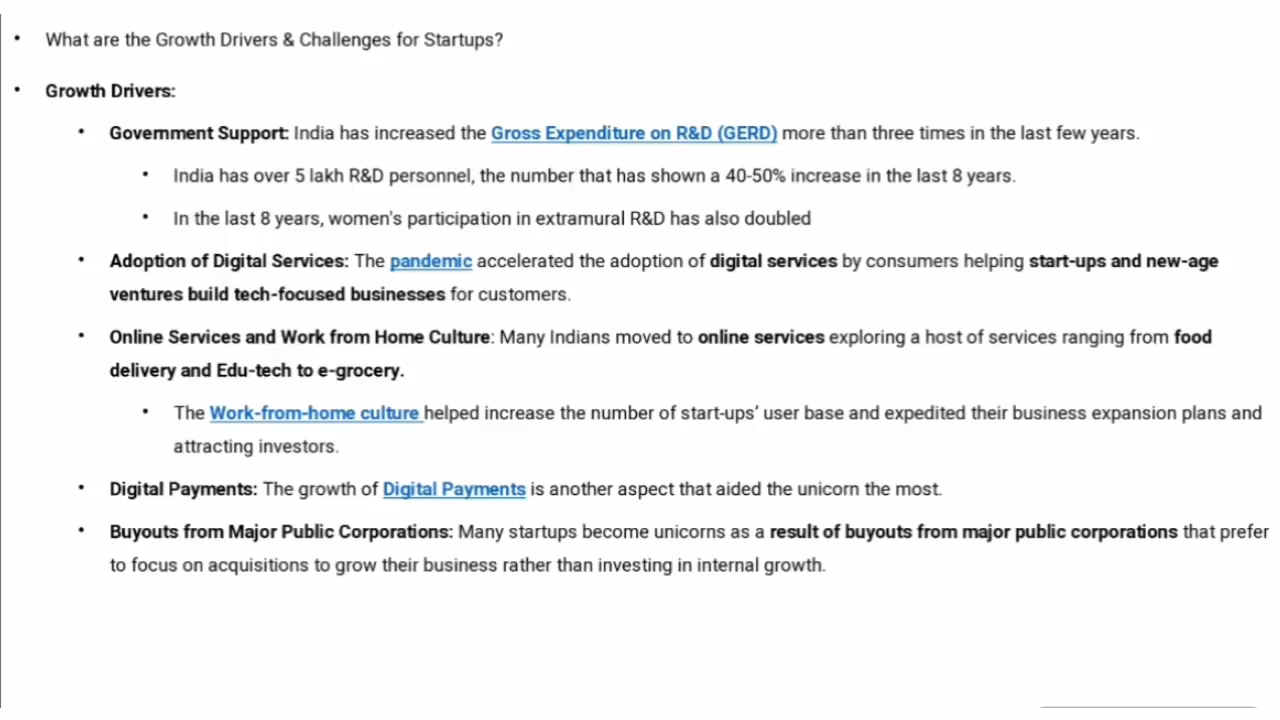 • What are the Growth Drivers & Challenges for Startups?
• Growth Drivers:
• Government Support: India has increased the Gross Expenditure on R&D (GERD) more than three times in the last few years.
• India has over 5 lakh R&D personnel, the number that has shown a 40-50% increase in the last 8 years.
• In the last 8 years, women's participation in extramural R&D has also doubled
• Adoption of Digital Services: The pandemic accelerated the adoption of digital services by consumers helping start-ups and new-age
ventures build tech-focused businesses for customers.
• Online Services and Work from Home Culture: Many Indians moved to online services exploring a host of services ranging from food
delivery and Edu-tech to e-grocery.
• The Work-from-home culture helped increase the number of start-ups’ user base and expedited their business expansion plans and
attracting investors.
• Digital Payments: The growth of Digital Payments is another aspect that aided the unicorn the most.
• Buyouts from Major Public Corporations: Many startups become unicorns as a result of buyouts from major public corporations that prefer
to focus on acquisitions to grow their business rather than investing in internal growth.